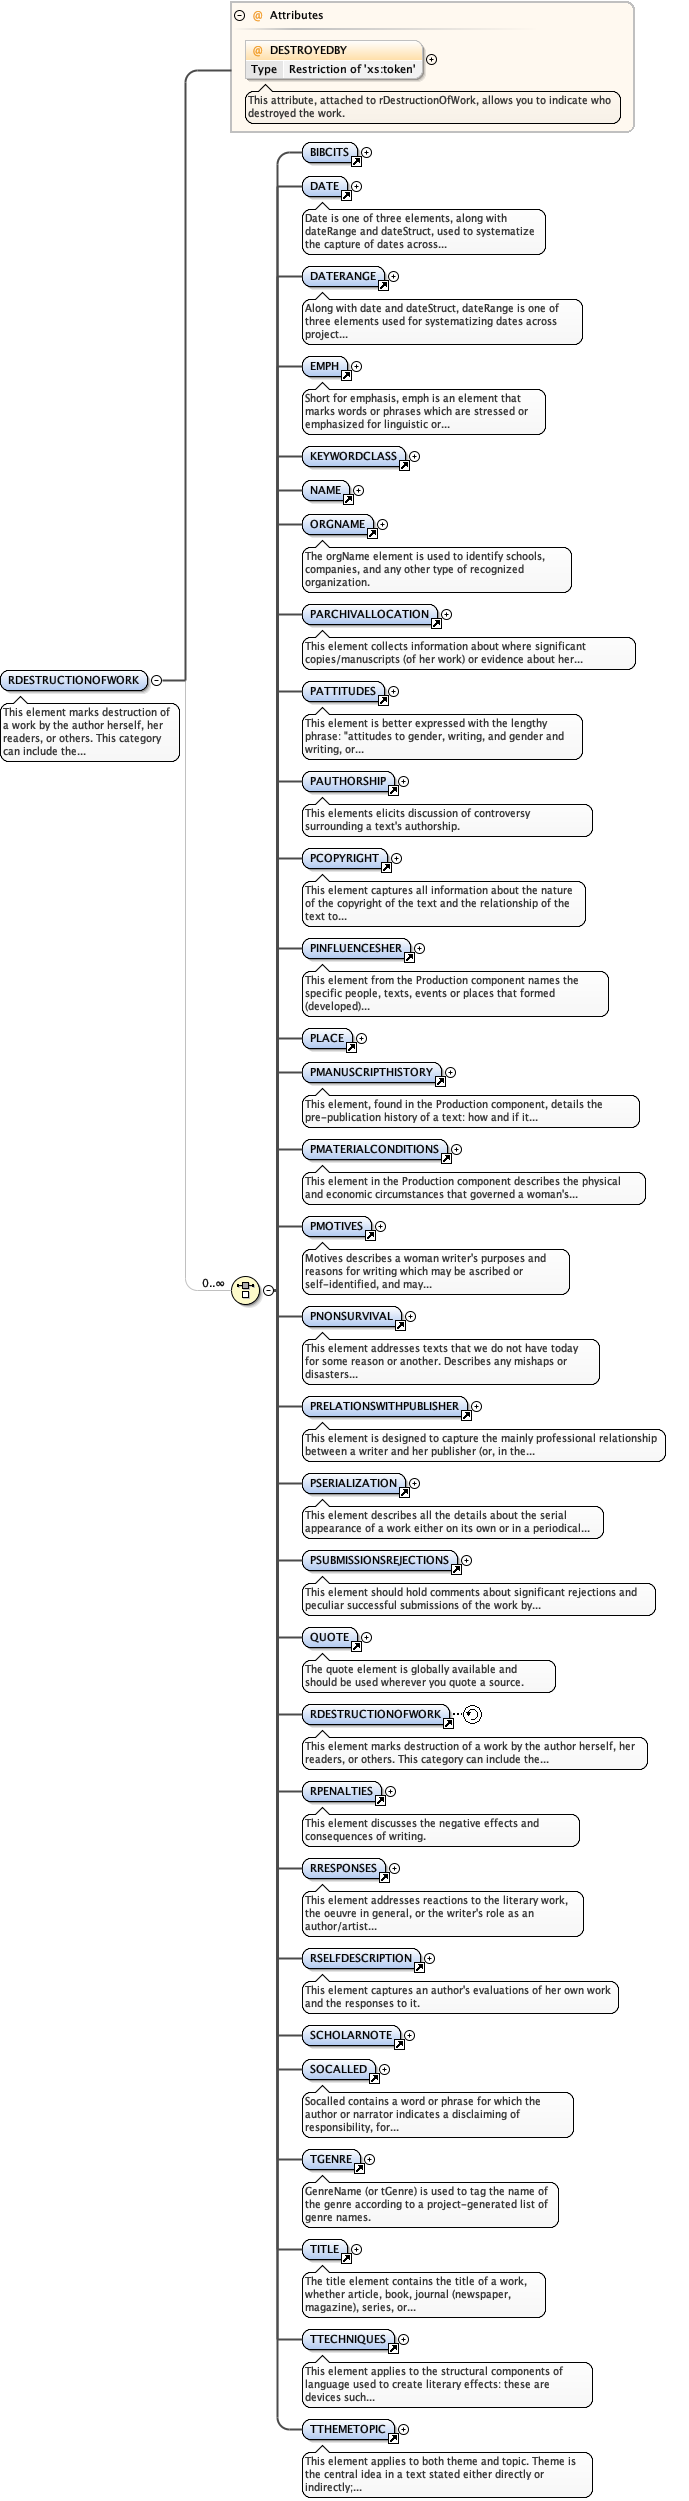 Attributes
@ DESTROYEDBY
Type Restriction of 'xs:token'
This attribute, attached to rDestructionOfWork, allows you to indicate who
destroyed the work.
BIBCITS
DATE
Date is one of three elements, along with
dateRange and dateStruct, used to systematize
the capture of dates across...
DATERANGE
Along with date and dateStruct, dateRange is one of
three elements used for systematizing dates across
project...
EMPH
Short for emphasis, emph is an element that
marks words or phrases which are stressed or
emphasized for linguistic or...
KEYWORDCLASS
NAME
ORGNAME
The orgName element is used to identify schools,
companies, and any other type of recognized
organization.
PARCHIVALLOCATION
This element collects information about where significant
copies/manuscripts (of her work) or evidence about her...
RDESTRUCTIONOFWORK
This element marks destruction of
a work by the author herself, her
readers, or others. This category
can include the...
PATTITUDES
This element is better expressed with the lengthy
phrase: "attitudes to gender, writing, and gender and
writing, or...
PAUTHORSHIP
This elements elicits discussion of controversy
surrounding a text's authorship.
PCOPYRIGHT
This element captures all information about the nature
of the copyright of the text and the relationship of the
text to...
PINFLUENCESHER
This element from the Production component names the
specific people, texts, events or places that formed
(developed)...
PLACE
PMANUSCRIPTHISTORY
This element, found in the Production component, details the
pre-publication history of a text: how and if it...
PMATERIALCONDITIONS
This element in the Production component describes the physical
and economic circumstances that governed a woman's...
PMOTIVES
Motives describes a woman writer's purposes and
reasons for writing which may be ascribed or
self-identified, and may...
0..∞
PNONSURVIVAL
This element addresses texts that we do not have today
for some reason or another. Describes any mishaps or
disasters...
PRELATIONSWITHPUBLISHER
This element is designed to capture the mainly professional relationship
between a writer and her publisher (or, in the...
PSERIALIZATION
This element describes all the details about the serial
appearance of a work either on its own or in a periodical...
PSUBMISSIONSREJECTIONS
This element should hold comments about significant rejections and
peculiar successful submissions of the work by...
QUOTE
The quote element is globally available and
should be used wherever you quote a source.
RDESTRUCTIONOFWORK
This element marks destruction of a work by the author herself, her
readers, or others. This category can include the...
RPENALTIES
This element discusses the negative effects and
consequences of writing.
RRESPONSES
This element addresses reactions to the literary work,
the oeuvre in general, or the writer's role as an
author/artist...
RSELFDESCRIPTION
This element captures an author's evaluations of her own work
and the responses to it.
SCHOLARNOTE
SOCALLED
Socalled contains a word or phrase for which the
author or narrator indicates a disclaiming of
responsibility, for...
TGENRE
GenreName (or tGenre) is used to tag the name of
the genre according to a project-generated list of
genre names.
TITLE
The title element contains the title of a work,
whether article, book, journal (newspaper,
magazine), series, or...
TTECHNIQUES
This element applies to the structural components of
language used to create literary effects: these are
devices such...
TTHEMETOPIC
This element applies to both theme and topic. Theme is
the central idea in a text stated either directly or
indirectly;...